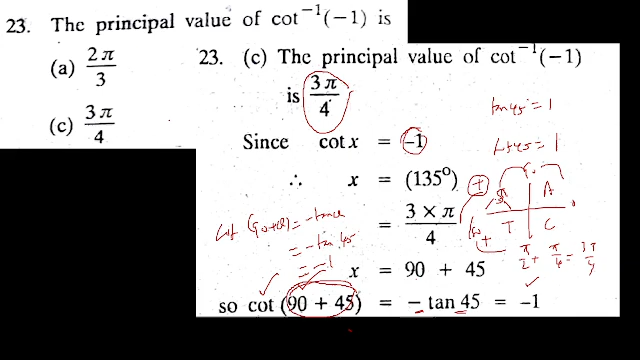 23. The principal value of cot⁻¹(−1) is
(a) 2π/3
(c) 3π/4
23. (c) The principal value of cot⁻¹(−1)
is 3π/4
Since cot x = −1
∴ x = (135°)
= 3 × π / 4
x = 90 + 45
so cot (90 + 45) = − tan 45 = −1
tan 45 = 1
cot 45 = 1
A
T C
+
+
Cot (90+θ) = −tanθ
= −tan 45
= −1
π/2 + π/4 = 3π/4